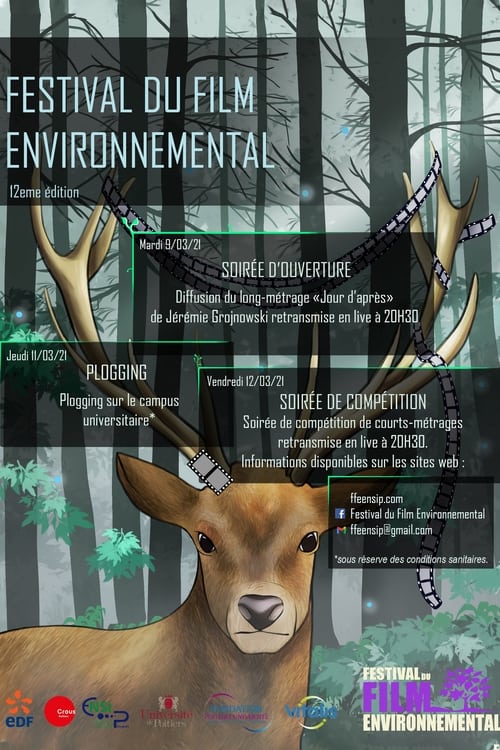 FESTIVAL DU FILM
ENVIRONNEMENTAL
12eme édition
Mardi 9/03/21
SOIRÉE D'OUVERTURE
Diffusion du long-métrage «Jour d'après»
de Jérémie Grojnowski retransmise en live à 20H30
Jeudi 11/03/21
PLOGGING
Plogging sur le campus
universitaire*
Vendredi 12/03/21
SOIRÉE DE COMPÉTITION
Soirée de compétition de courts-métrages
retransmise en live à 20H30.
Informations disponibles sur les sites web :
ffeensip.com
Festival du Film Environnemental
ffeensip@gmail.com
*sous réserve des conditions sanitaires.
EDF
Crous
Poitiers
Université
de Poitiers
FONDATION
FESTIVAL DU
FILM
ENVIRONNEMENTAL